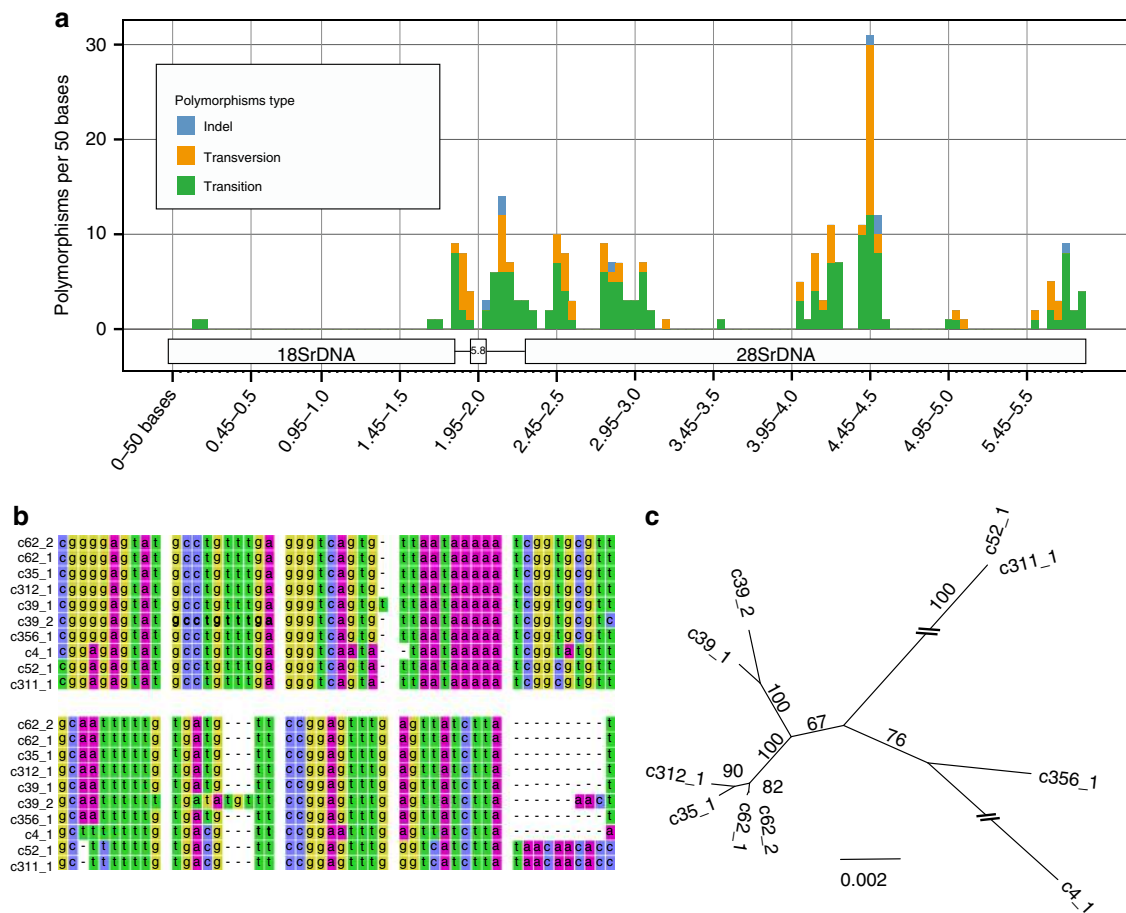 a
Polymorphisms per 50 bases
30
20
10
0
Polymorphisms type
Indel
Transversion
Transition
18SrDNA
5.8
28SrDNA
0–50 bases
0.45–0.5
0.95–1.0
1.45–1.5
1.95–2.0
2.45–2.5
2.95–3.0
3.45–3.5
3.95–4.0
4.45–4.5
4.95–5.0
5.45–5.5
b
c62_2 cggggagtat gcctgtttga gggtcagtg- ttaataaaaa tcggtgcgtt
c62_1 cggggagtat gcctgtttga gggtcagtg- ttaataaaaa tcggtgcgtt
c35_1 cggggagtat gcctgtttga gggtcagtg- ttaataaaaa tcggtgcgtt
c312_1 cggggagtat gcctgtttga gggtcagtg- ttaataaaaa tcggtgcgtt
c39_1 cggggagtat gcctgtttga gggtcagtgt ttaataaaaa tcggtgcgtt
c39_2 cggggagtat gcctgtttga gggtcagtg- ttaataaaaa tcggtgcgtc
c356_1 cggggagtat gcctgtttga gggtcagtg- ttaataaaaa tcggtgcgtt
c4_1 cggagagtat gcctgtttga gggtcaata- -taataaaaa tcggtatgtt
c52_1 cggagagtat gcctgtttga gggtcagta- ttaataaaaa tcggcgtgtt
c311_1 cggagagtat gcctgtttga gggtcagta- ttaataaaaa tcggcgtgtt
c62_2 gcaatttttg tgatg---tt ccggagtttg agttatctta ---------t
c62_1 gcaatttttg tgatg---tt ccggagtttg agttatctta ---------t
c35_1 gcaatttttg tgatg---tt ccggagtttg agttatctta ---------t
c312_1 gcaatttttg tgatg---tt ccggagtttg agttatctta ---------t
c39_1 gcaatttttg tgatg---tt ccggagtttg agttatctta ---------t
c39_2 gcaatttttt tgatatgttt ccggagtttg agttatctta ------aact
c356_1 gcaatttttg tgatg---tt ccggagtttg agttatctta ---------t
c4_1 gctttttttg tgacg---tt ccggaatttg agttatctta ---------a
c52_1 gc-ttttttg tgacg---tt ccggagtttg ggtcatctta taacaacacc
c311_1 gc-ttttttg tgacg---tt ccggagtttg ggtcatctta taacaacacc
c
c52_1
c311_1
100
c39_2
c39_1
100
67
76
100
c312_1
90
82
c35_1
c62_1
c62_2
c356_1
c4_1
0.002